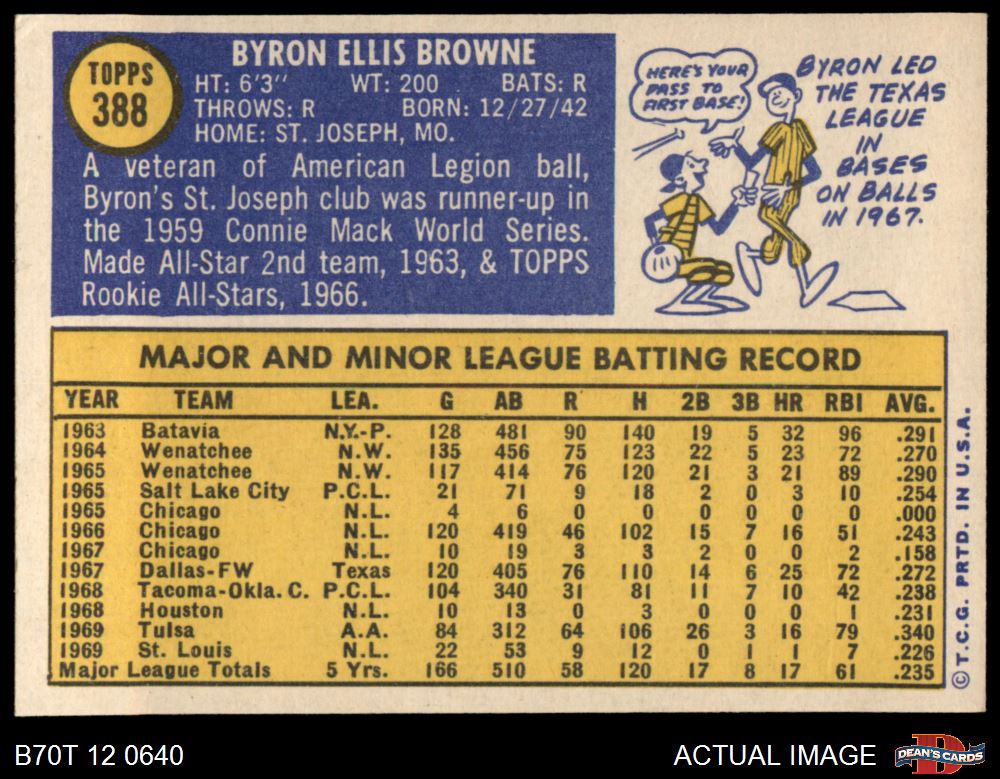 TOPPS
388
BYRON ELLIS BROWNE
HT: 6'3" WT: 200 BATS: R
THROWS: R BORN: 12/27/42
HOME: ST. JOSEPH, MO.
A veteran of American Legion ball,
Byron's St. Joseph club was runner-up in
the 1959 Connie Mack World Series.
Made All-Star 2nd team, 1963, & TOPPS
Rookie All-Stars, 1966.
HERE'S YOUR
PASS TO
FIRST BASE!
BYRON LED
THE TEXAS
LEAGUE
IN
BASES
ON BALLS
IN 1967.
MAJOR AND MINOR LEAGUE BATTING RECORD
YEAR TEAM LEA. G AB R H 2B 3B HR RBI AVG.
1963 Batavia N.Y.-P. 128 481 90 140 19 5 32 96 .291
1964 Wenatchee N.W. 135 456 75 123 22 5 23 72 .270
1965 Wenatchee N.W. 117 414 76 120 21 3 21 89 .290
1965 Salt Lake City P.C.L. 21 71 9 18 2 0 3 10 .254
1965 Chicago N.L. 4 6 0 0 0 0 0 0 .000
1966 Chicago N.L. 120 419 46 102 15 7 16 51 .243
1967 Chicago N.L. 10 19 3 3 2 0 0 2 .158
1967 Dallas-FW Texas 120 405 76 110 14 6 25 72 .272
1968 Tacoma-Okla. C. P.C.L. 104 340 31 81 11 7 10 42 .238
1968 Houston N.L. 10 13 0 3 0 0 0 1 .231
1969 Tulsa A.A. 84 312 64 106 26 3 16 79 .340
1969 St. Louis N.L. 22 53 9 12 0 1 1 7 .226
Major League Totals 5 Yrs. 166 510 58 120 17 8 17 61 .235
© T.C.G. PRTD. IN U.S.A.
B70T 12 0640 ACTUAL IMAGE
DEAN'S CARDS